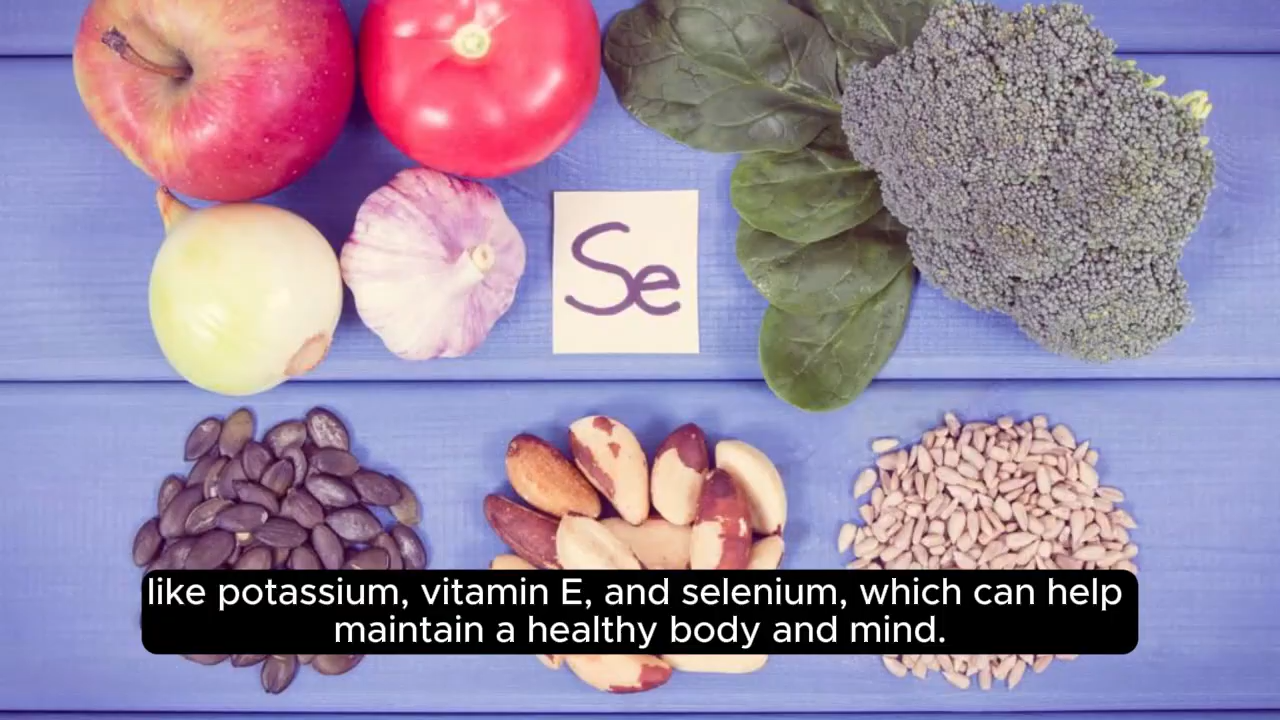 Se
like potassium, vitamin E, and selenium, which can help
maintain a healthy body and mind.